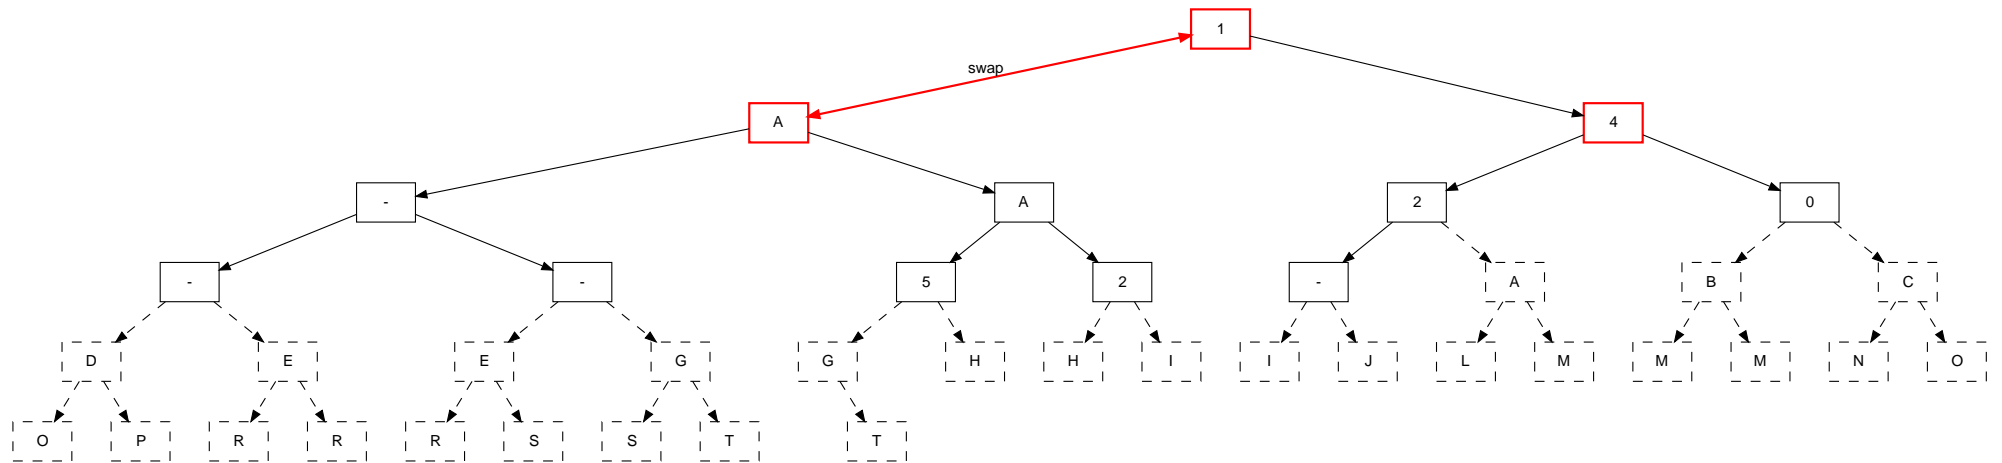 1
swap
A 4
- A 2 0
- - 5 2 - A B C
D E E G G H H I I J L M M M N O
O P R R R S S T T